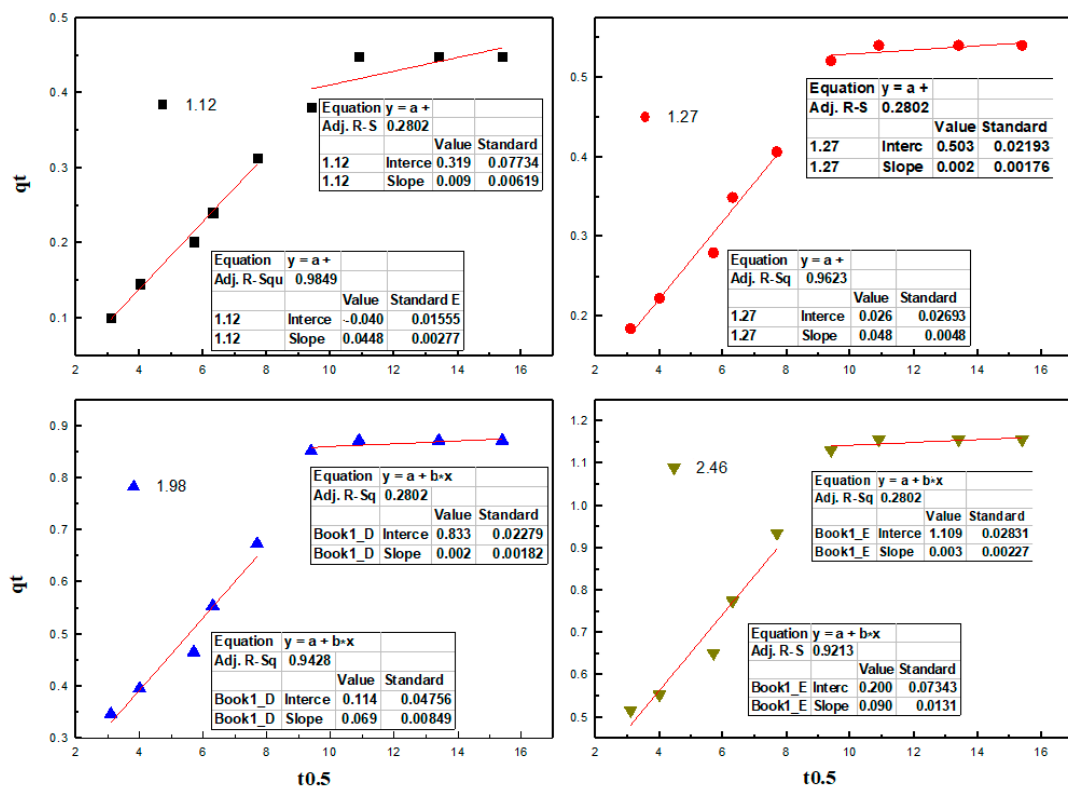 0.5
0.4
0.3
0.2
0.1
qt
1.12
Equation y = a +
Adj. R-S 0.2802
Value Standard
1.12 Interce 0.319 0.07734
1.12 Slope 0.009 0.00619
Equation y = a +
Adj. R-Squ 0.9849
Value Standard E
1.12 Interce -0.040 0.01555
1.12 Slope 0.0448 0.00277
2 4 6 8 10 12 14 16
0.5
0.4
0.3
0.2
1.27
Equation y = a +
Adj. R-S 0.2802
Value Standard
1.27 Interc 0.503 0.02193
1.27 Slope 0.002 0.00176
Equation y = a +
Adj. R-Sq 0.9623
Value Standard
1.27 Interce 0.026 0.02693
1.27 Slope 0.048 0.0048
2 4 6 8 10 12 14 16
0.9
0.8
0.7
0.6
0.5
0.4
0.3
qt
1.98
Equation y = a + b*x
Adj. R-Sq 0.2802
Value Standard
Book1_D Interce 0.833 0.02279
Book1_D Slope 0.002 0.00182
Equation y = a + b*x
Adj. R-Sq 0.9428
Value Standard
Book1_D Interce 0.114 0.04756
Book1_D Slope 0.069 0.00849
2 4 6 8 10 12 14 16
t0.5
1.2
1.1
1.0
0.9
0.8
0.7
0.6
0.5
2.46
Equation y = a + b*x
Adj. R-Sq 0.2802
Value Standard
Book1_E Interce 1.109 0.02831
Book1_E Slope 0.003 0.00227
Equation y = a + b*x
Adj. R-S 0.9213
Value Standard
Book1_E Interc 0.200 0.07343
Book1_E Slope 0.090 0.0131
2 4 6 8 10 12 14 16
t0.5